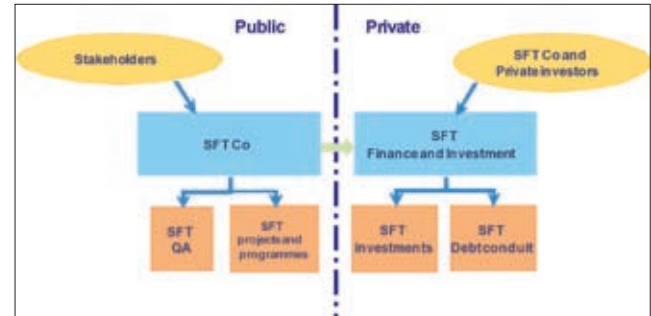 Public
Private
Stakeholders
SFT Co and
Private investors
SFT Co
SFT
Finance and Investment
SFT
QA
SFT
projects and
programmes
SFT
investments
SFT
Debt conduit